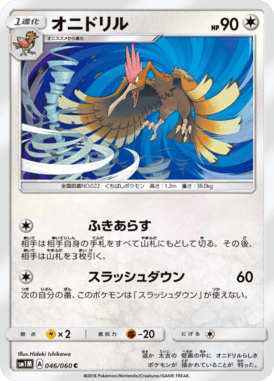 1進化
オニドリル
HP 90
オニスズメから進化
全国図鑑NO.022 くちばしポケモン 高さ:1.2m 重さ:38.0kg
ふきあらす
相手は相手自身の手札をすべて山札にもどして切る。その後、
相手は山札を3枚引く。
スラッシュダウン 60
次の自分の番、このポケモンは「スラッシュダウン」が使えない。
弱点 ×2 抵抗力 -20 にげる
Illus.Hideki Ishikawa
sm1M A 046/060 C
©2016 Pokémon/Nintendo/Creatures/GAME FREAK.